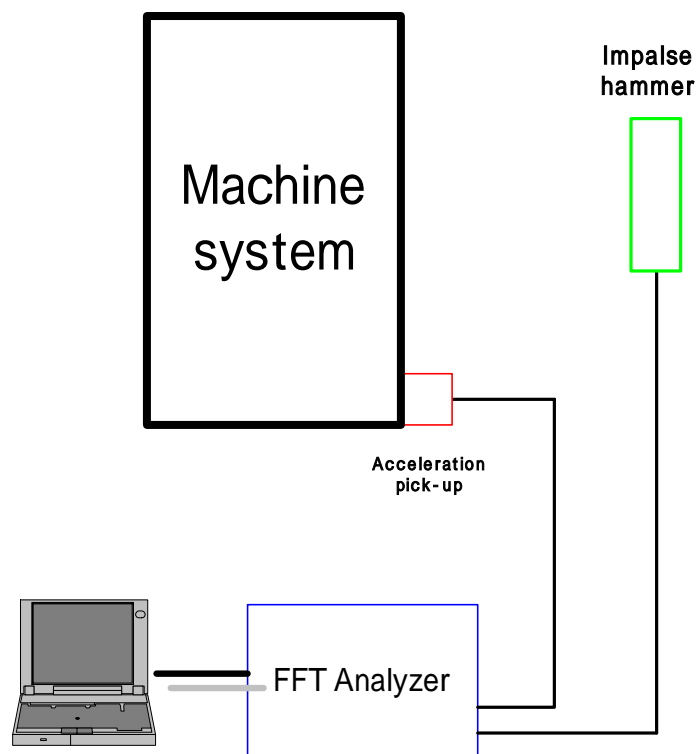 Impalse
hammer
Machine
system
Acceleration
pick-up
FFT Analyzer